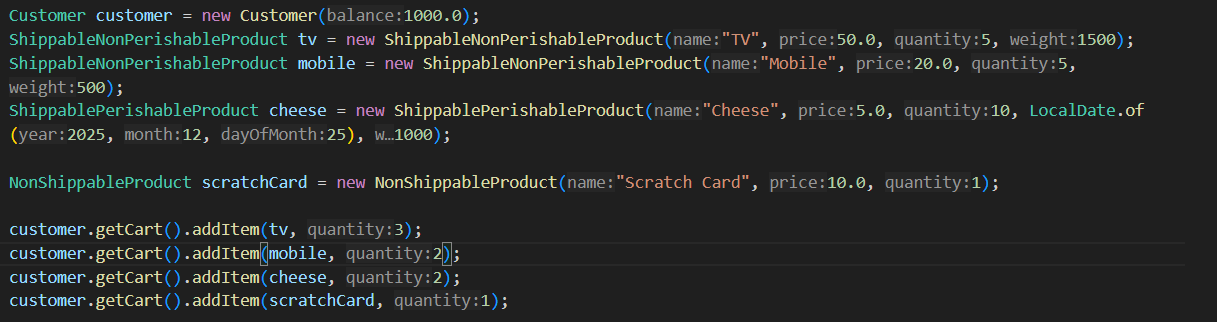 Customer customer = new Customer(balance:1000.0);
ShippableNonPerishableProduct tv = new ShippableNonPerishableProduct(name:"TV", price:50.0, quantity:5, weight:1500);
ShippableNonPerishableProduct mobile = new ShippableNonPerishableProduct(name:"Mobile", price:20.0, quantity:5,
weight:500);
ShippablePerishableProduct cheese = new ShippablePerishableProduct(name:"Cheese", price:5.0, quantity:10, LocalDate.of
(year:2025, month:12, dayOfMonth:25), w…1000);
NonShippableProduct scratchCard = new NonShippableProduct(name:"Scratch Card", price:10.0, quantity:1);
customer.getCart().addItem(tv, quantity:3);
customer.getCart().addItem(mobile, quantity:2);
customer.getCart().addItem(cheese, quantity:2);
customer.getCart().addItem(scratchCard, quantity:1);